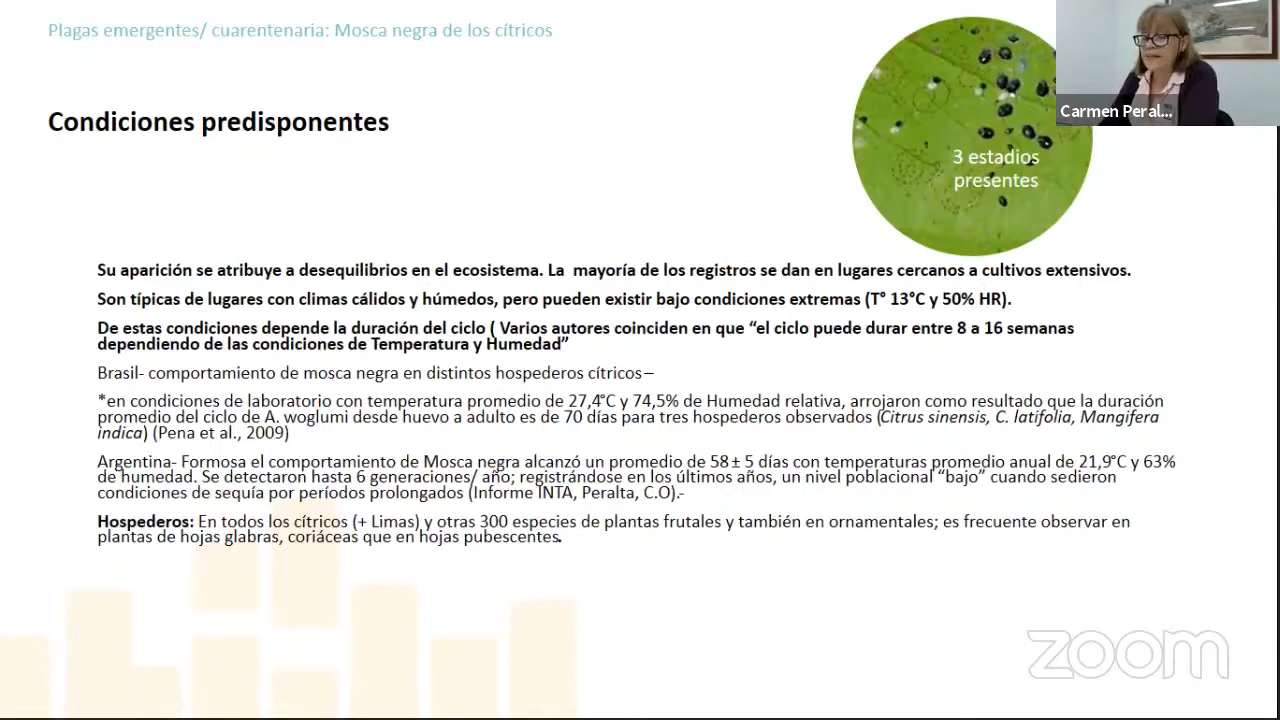 Plagas emergentes/ cuarentenaria: Mosca negra de los cítricos
Carmen Peral...
Condiciones predisponentes
3 estadios
presentes
Su aparición se atribuye a desequilibrios en el ecosistema. La mayoría de los registros se dan en lugares cercanos a cultivos extensivos.
Son típicas de lugares con climas cálidos y húmedos, pero pueden existir bajo condiciones extremas (T° 13°C y 50% HR).
De estas condiciones depende la duración del ciclo ( Varios autores coinciden en que “el ciclo puede durar entre 8 a 16 semanas
dependiendo de las condiciones de Temperatura y Humedad”
Brasil- comportamiento de mosca negra en distintos hospederos cítricos –
*en condiciones de laboratorio con temperatura promedio de 27,4°C y 74,5% de Humedad relativa, arrojaron como resultado que la duración
promedio del ciclo de A. woglumi desde huevo a adulto es de 70 días para tres hospederos observados (Citrus sinensis, C. latifolia, Mangifera
indica) (Pena et al., 2009)
Argentina- Formosa el comportamiento de Mosca negra alcanzó un promedio de 58 ± 5 días con temperaturas promedio anual de 21,9°C y 63%
de humedad. Se detectaron hasta 6 generaciones/ año; registrándose en los últimos años, un nivel poblacional “bajo” cuando sedieron
condiciones de sequía por períodos prolongados (Informe INTA, Peralta, C.O).-
Hospederos: En todos los cítricos (+ Limas) y otras 300 especies de plantas frutales y también en ornamentales; es frecuente observar en
plantas de hojas glabras, coriáceas que en hojas pubescentes.
zoom